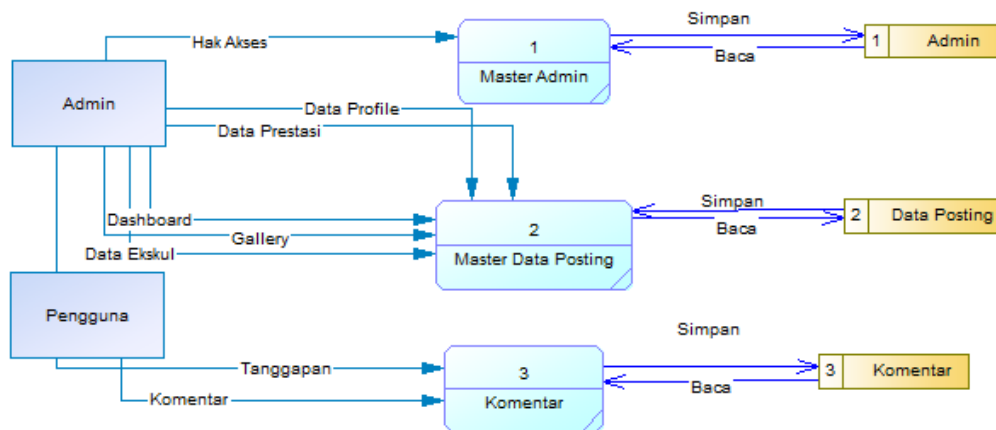 Simpan
Hak Akses
1
1
Admin
Baca
Master Admin
Admin
Data Profile
Data Prestasi
Simpan
Dashboard
2
2
Data Posting
Baca
Gallery
Data Ekskul
Master Data Posting
Pengguna
Simpan
Tanggapan
3
3
Komentar
Baca
Komentar
Komentar